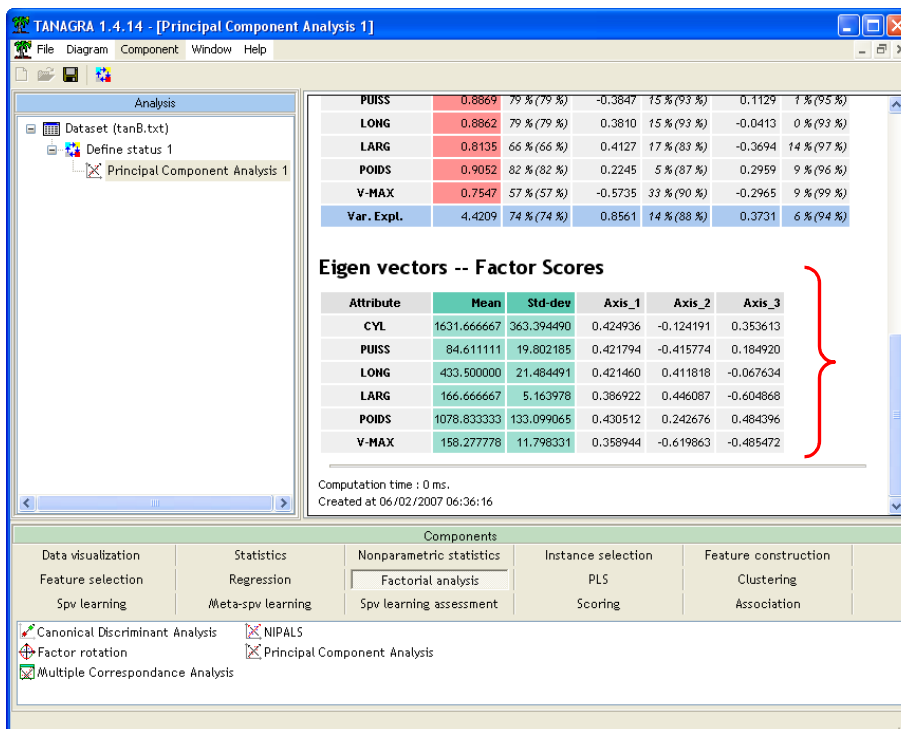 TANAGRA 1.4.14 - [Principal Component Analysis 1]
File Diagram Component Window Help
Analysis
Dataset (tanB.txt)
Define status 1
Principal Component Analysis 1
PUISS 0.8869 79 % (79 %) -0.3847 15 % (93 %) 0.1129 1 % (95 %)
LONG 0.8862 79 % (79 %) 0.3810 15 % (93 %) -0.0413 0 % (93 %)
LARG 0.8135 66 % (66 %) 0.4127 17 % (83 %) -0.3694 14 % (97 %)
POIDS 0.9052 82 % (82 %) 0.2245 5 % (87 %) 0.2959 9 % (96 %)
V-MAX 0.7547 57 % (57 %) -0.5735 33 % (90 %) -0.2965 9 % (99 %)
Var. Expl. 4.4209 74 % (74 %) 0.8561 14 % (88 %) 0.3731 6 % (94 %)
Eigen vectors -- Factor Scores
Attribute Mean Std-dev Axis_1 Axis_2 Axis_3
CYL 1631.666667 363.394490 0.424936 -0.124191 0.353613
PUISS 84.611111 19.802185 0.421794 -0.415774 0.184920
LONG 433.500000 21.484491 0.421460 0.411818 -0.067634
LARG 166.666667 5.163978 0.386922 0.446087 -0.604868
POIDS 1078.833333 133.099065 0.430512 0.242676 0.484396
V-MAX 158.277778 11.798331 0.358944 -0.619863 -0.485472
Computation time : 0 ms.
Created at 06/02/2007 06:36:16
Components
Data visualization Statistics Nonparametric statistics Instance selection Feature construction
Feature selection Regression Factorial analysis PLS Clustering
Spv learning Meta-spv learning Spv learning assessment Scoring Association
Canonical Discriminant Analysis NIPALS
Factor rotation Principal Component Analysis
Multiple Correspondance Analysis